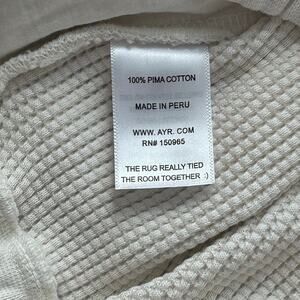 100% PIMA COTTON
MADE IN PERU
WWW. AYR. COM
RN# 150965
THE RUG REALLY TIED
THE ROOM TOGETHER :)